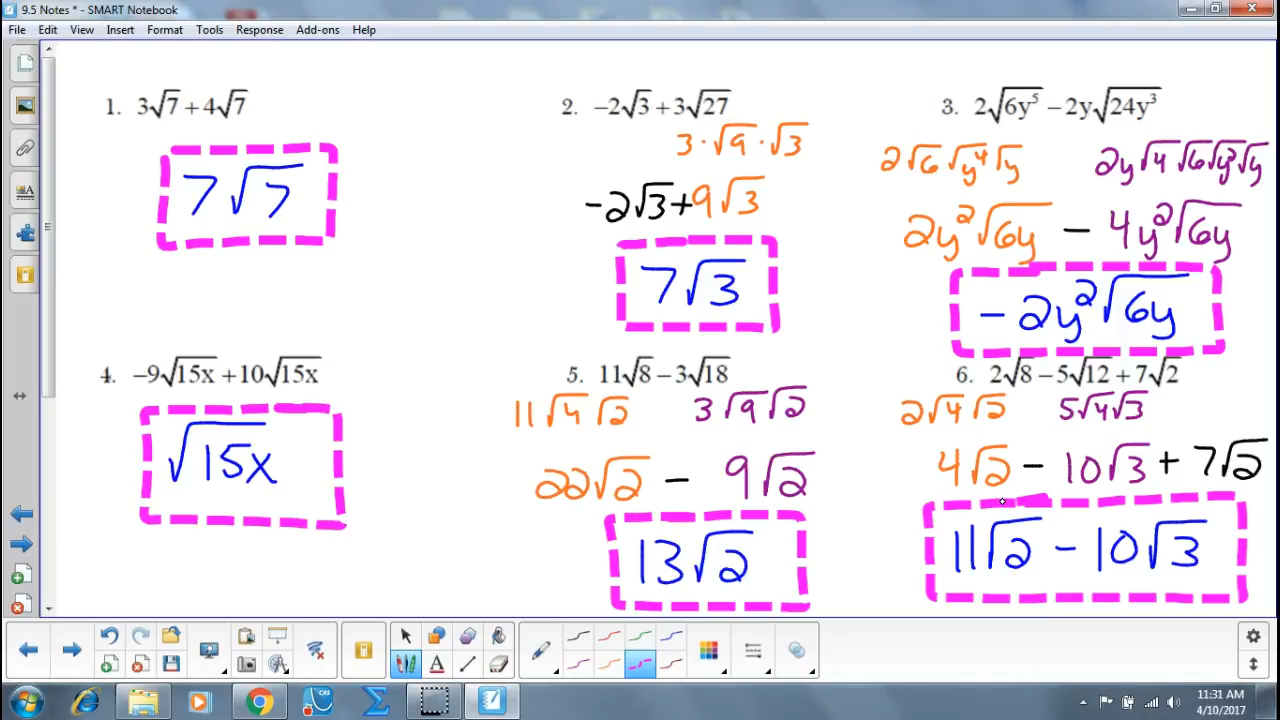 9.5 Notes * - SMART Notebook
File Edit View Insert Format Tools Response Add-ons Help
1. 3√7 + 4√7
7√7
2. −2√3 + 3√27
3 · √9 · √3
-2√3 + 9√3
7√3
3. 2√6y⁵ − 2y√24y³
2√6 √y⁴ √y 2y√4 √6 √y² √y
2y²√6y − 4y²√6y
-2y²√6y
4. −9√15x + 10√15x
√15x
5. 11√8 − 3√18
11√4 √2 3√9 √2
22√2 − 9√2
13√2
6. 2√8 − 5√12 + 7√2
2√4 √2 5√4 √3
4√2 − 10√3 + 7√2
11√2 − 10√3
A
CAS
11:31 AM
4/10/2017